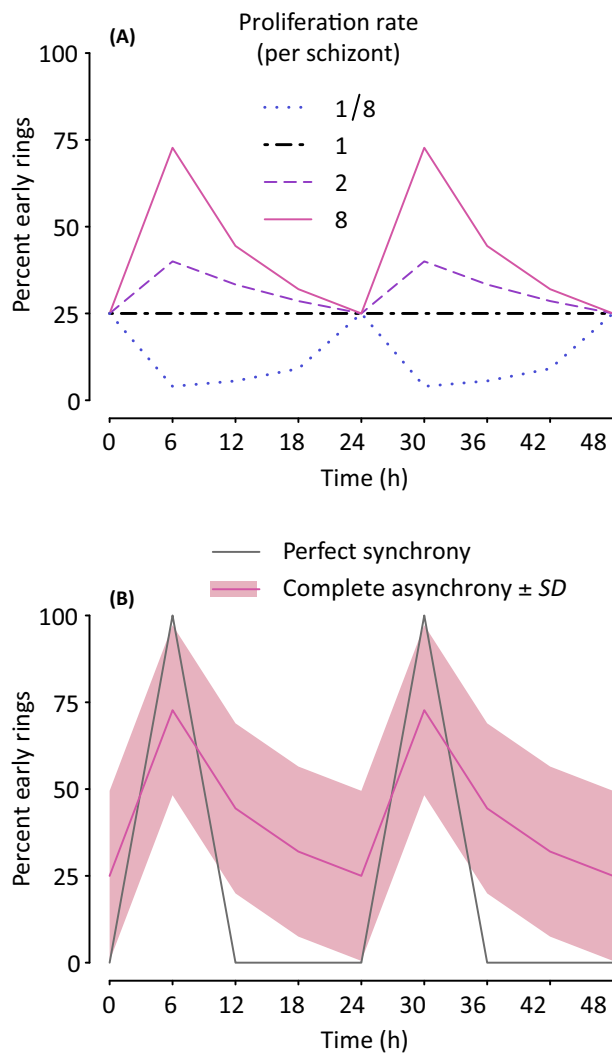 (A)
Proliferation rate
(per schizont)
1/8
1
2
8
Percent early rings
100
75
50
25
0
0 6 12 18 24 30 36 42 48
Time (h)
Perfect synchrony
Complete asynchrony ± SD
(B)
Percent early rings
100
75
50
25
0
0 6 12 18 24 30 36 42 48
Time (h)